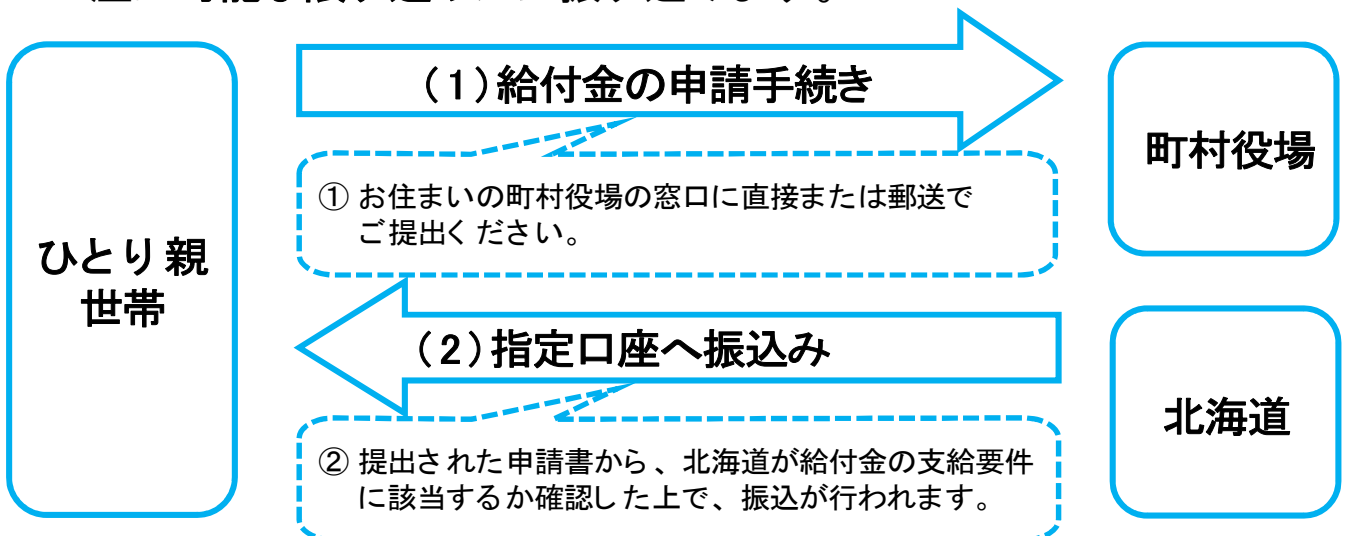 (1)給付金の申請手続き
町村役場
① お住まいの町村役場の窓口に直接または郵送で
ご提出ください。
ひとり親
世帯
(2)指定口座へ振込み
北海道
② 提出された申請書から、北海道が給付金の支給要件
に該当するか確認した上で、振込が行われます。